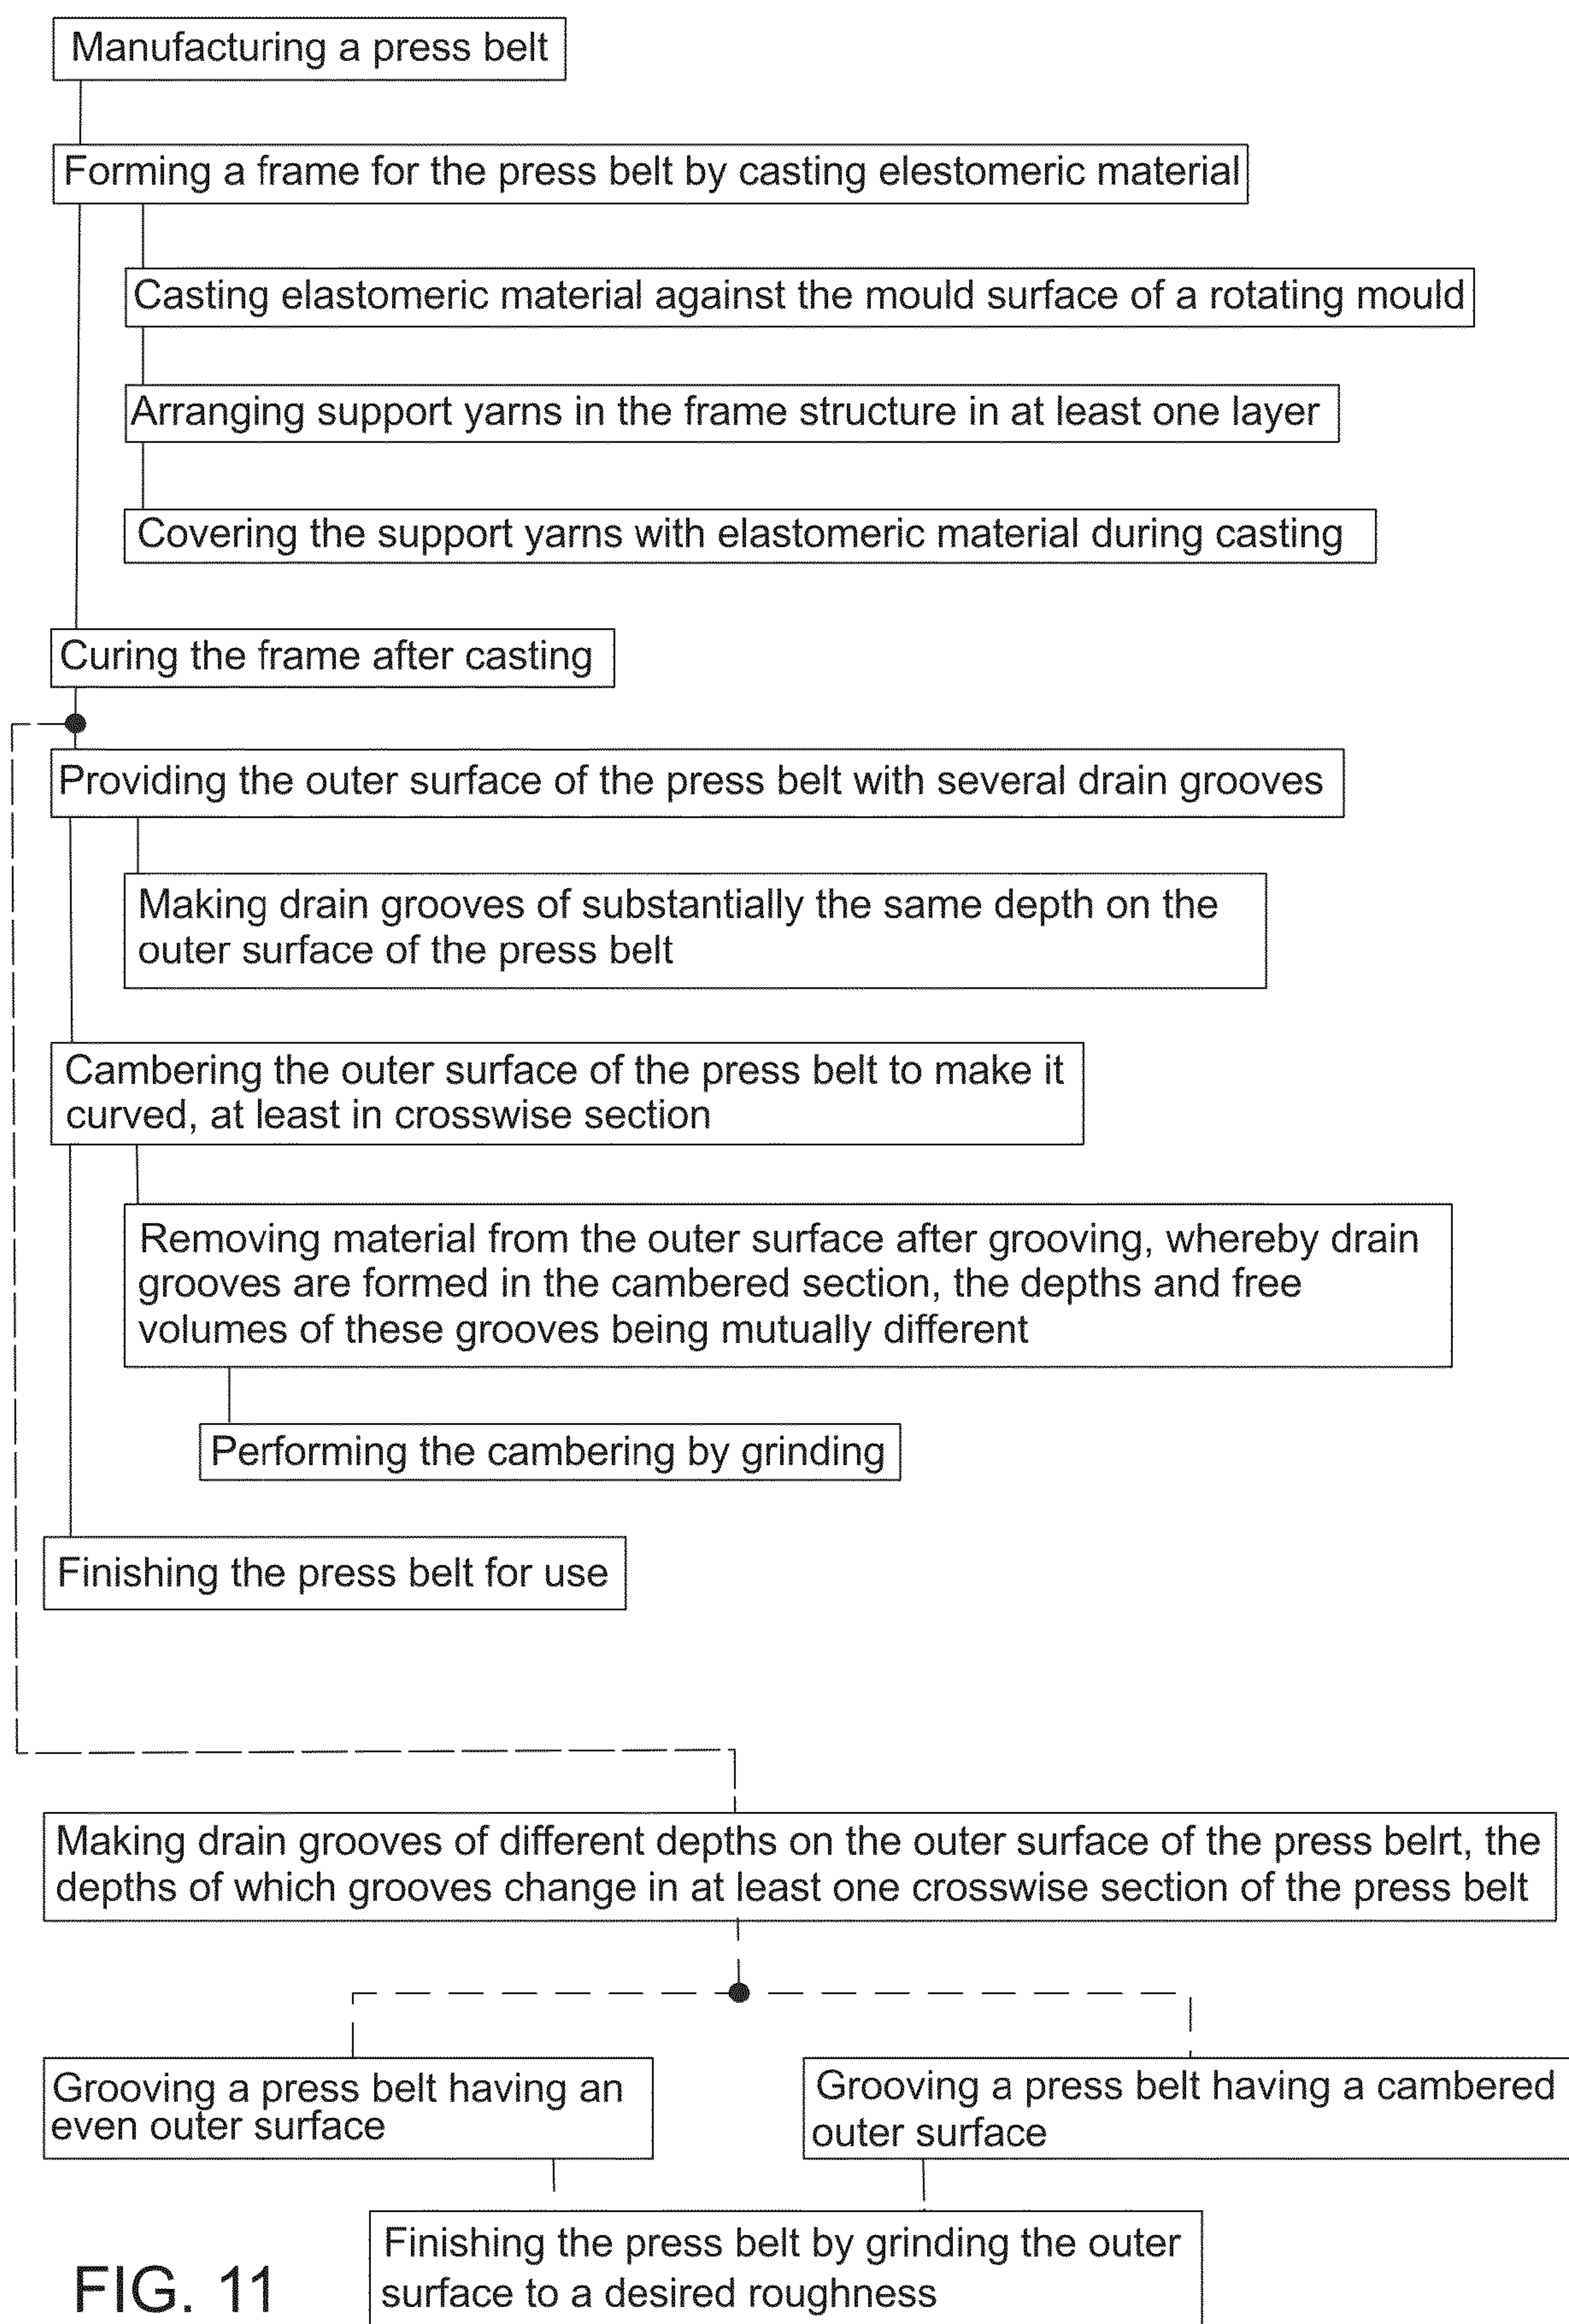 Manufacturing a press belt
Forming a frame for the press belt by casting elestomeric material
Casting elastomeric material against the mould surface of a rotating mould
Arranging support yarns in the frame structure in at least one layer
Covering the support yarns with elastomeric material during casting
Curing the frame after casting
Providing the outer surface of the press belt with several drain grooves
Making drain grooves of substantially the same depth on the
outer surface of the press belt
Cambering the outer surface of the press belt to make it
curved, at least in crosswise section
Removing material from the outer surface after grooving, whereby drain
grooves are formed in the cambered section, the depths and free
volumes of these grooves being mutually different
Performing the cambering by grinding
Finishing the press belt for use
Making drain grooves of different depths on the outer surface of the press belrt, the
depths of which grooves change in at least one crosswise section of the press belt
Grooving a press belt having an
even outer surface
Grooving a press belt having a cambered
outer surface
Finishing the press belt by grinding the outer
surface to a desired roughness
FIG. 11